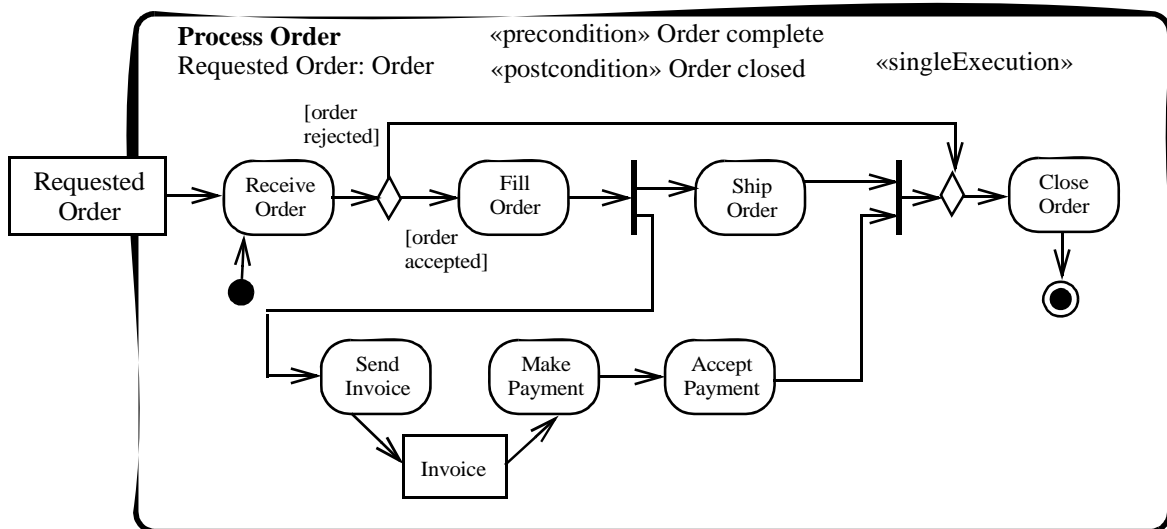 Process Order
«precondition» Order complete
Requested Order: Order
«postcondition» Order closed
«singleExecution»
[order
rejected]
Requested
Order
Receive
Order
Fill
Order
Ship
Order
Close
Order
[order
accepted]
Send
Invoice
Make
Payment
Accept
Payment
Invoice